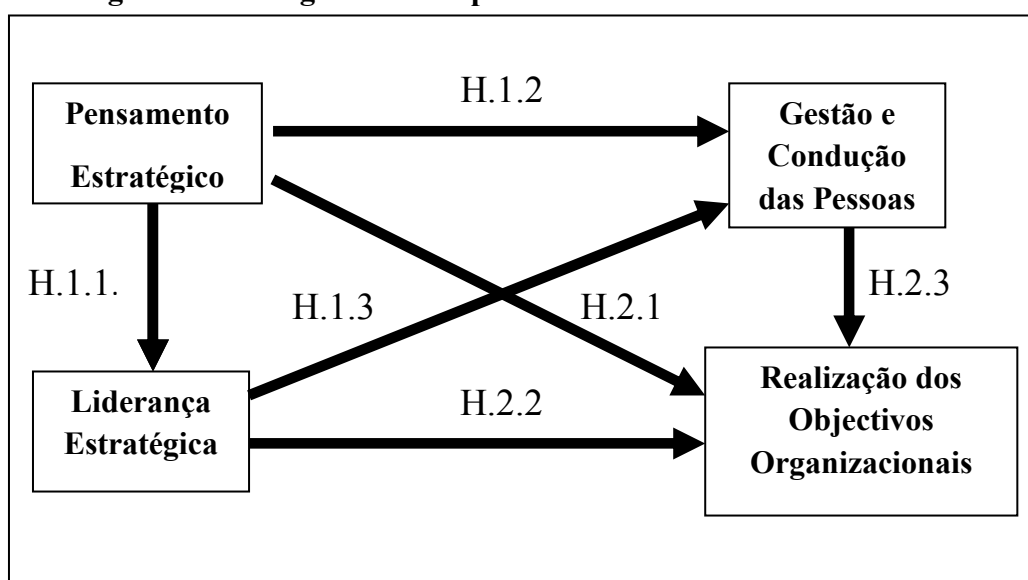 H.1.2
Pensamento
Estratégico
Gestão e
Condução
das Pessoas
H.1.1.
H.1.3
H.2.1
H.2.3
Liderança
Estratégica
H.2.2
Realização dos
Objectivos
Organizacionais